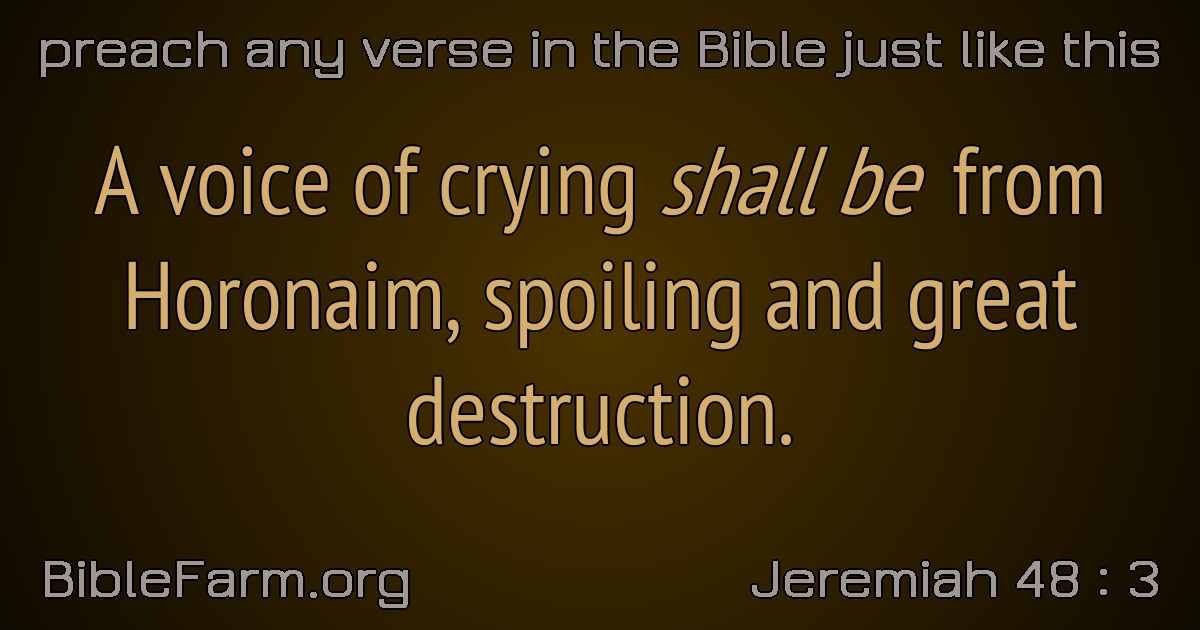 preach any verse in the Bible just like this
A voice of crying shall be from
Horonaim, spoiling and great
destruction.
BibleFarm.org
Jeremiah 48 : 3